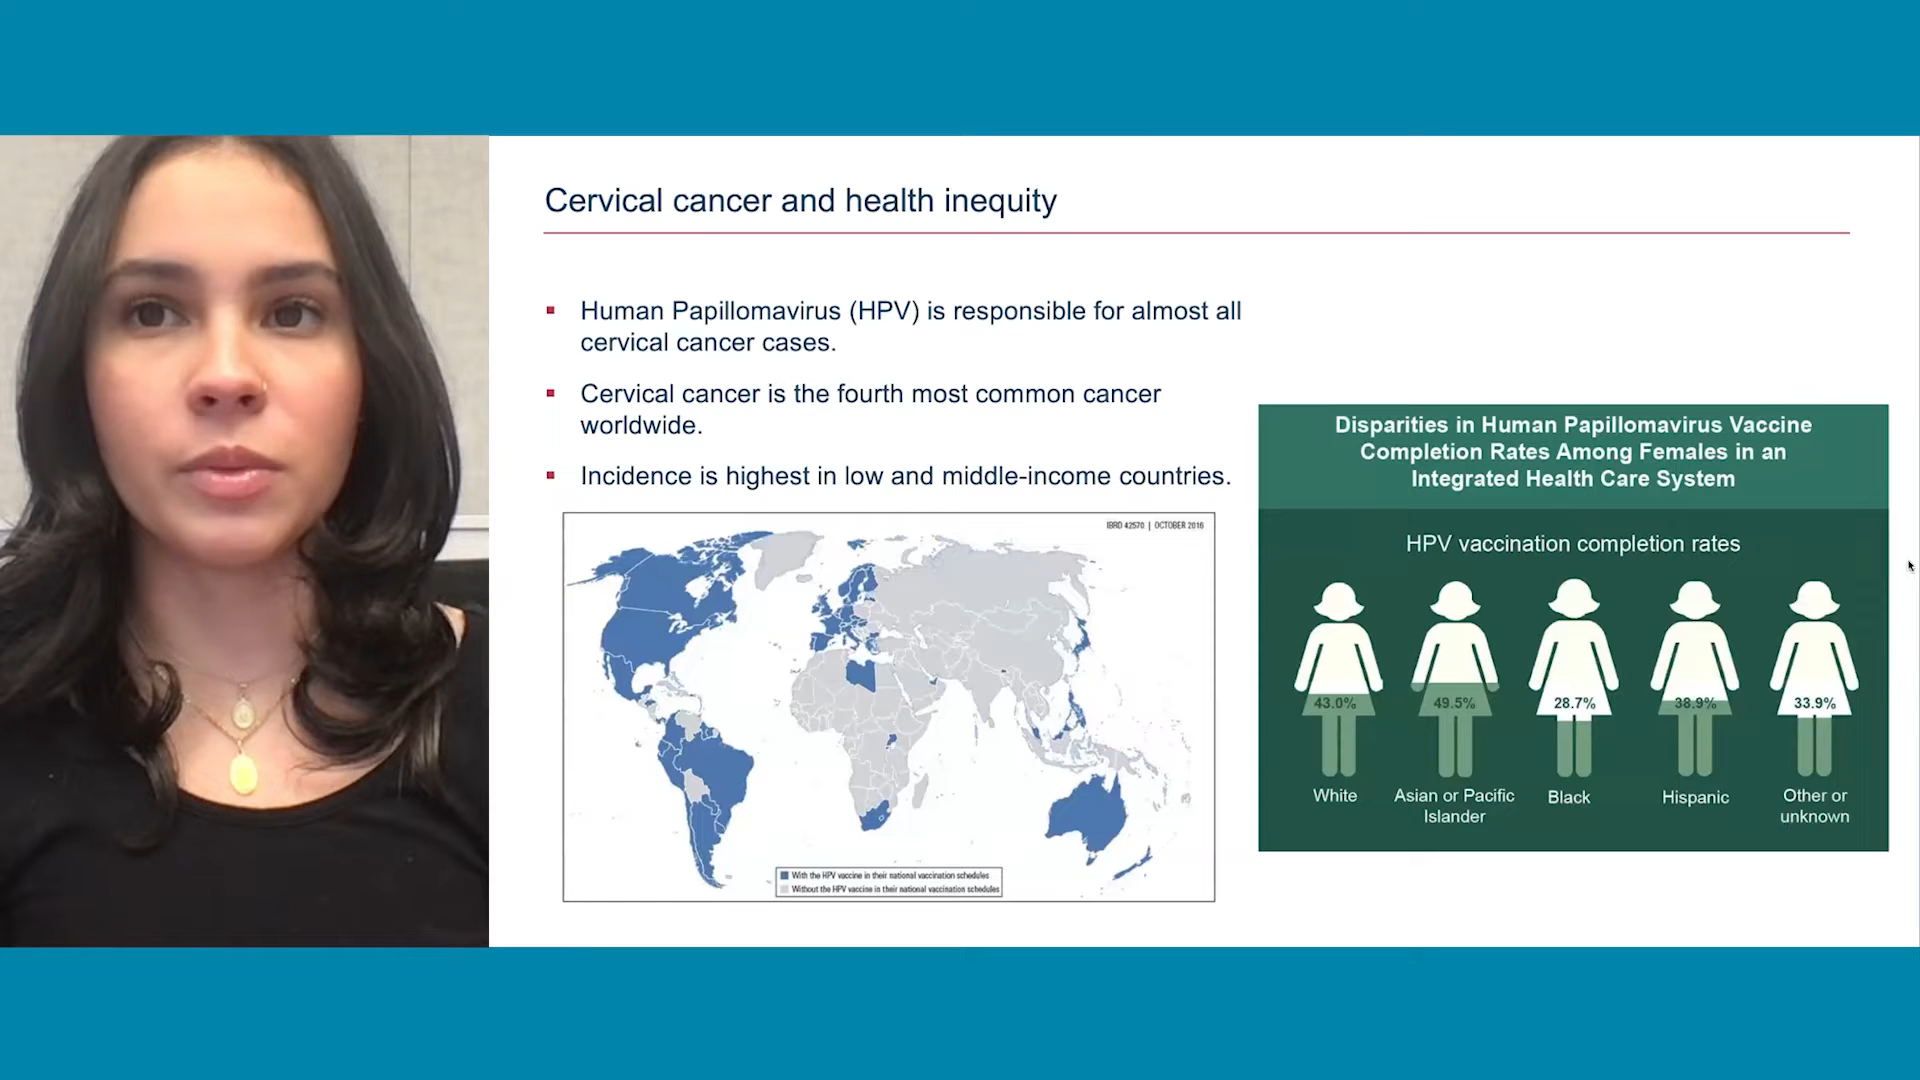 Cervical cancer and health inequity
▪ Human Papillomavirus (HPV) is responsible for almost all
cervical cancer cases.
▪ Cervical cancer is the fourth most common cancer
worldwide.
▪ Incidence is highest in low and middle-income countries.
IBRD 42570 | OCTOBER 2016
With the HPV vaccine in their national vaccination schedules
Without the HPV vaccine in their national vaccination schedules
Disparities in Human Papillomavirus Vaccine
Completion Rates Among Females in an
Integrated Health Care System
HPV vaccination completion rates
43.0% 49.5% 28.7% 38.9% 33.9%
White Asian or Pacific Black Hispanic Other or
Islander unknown